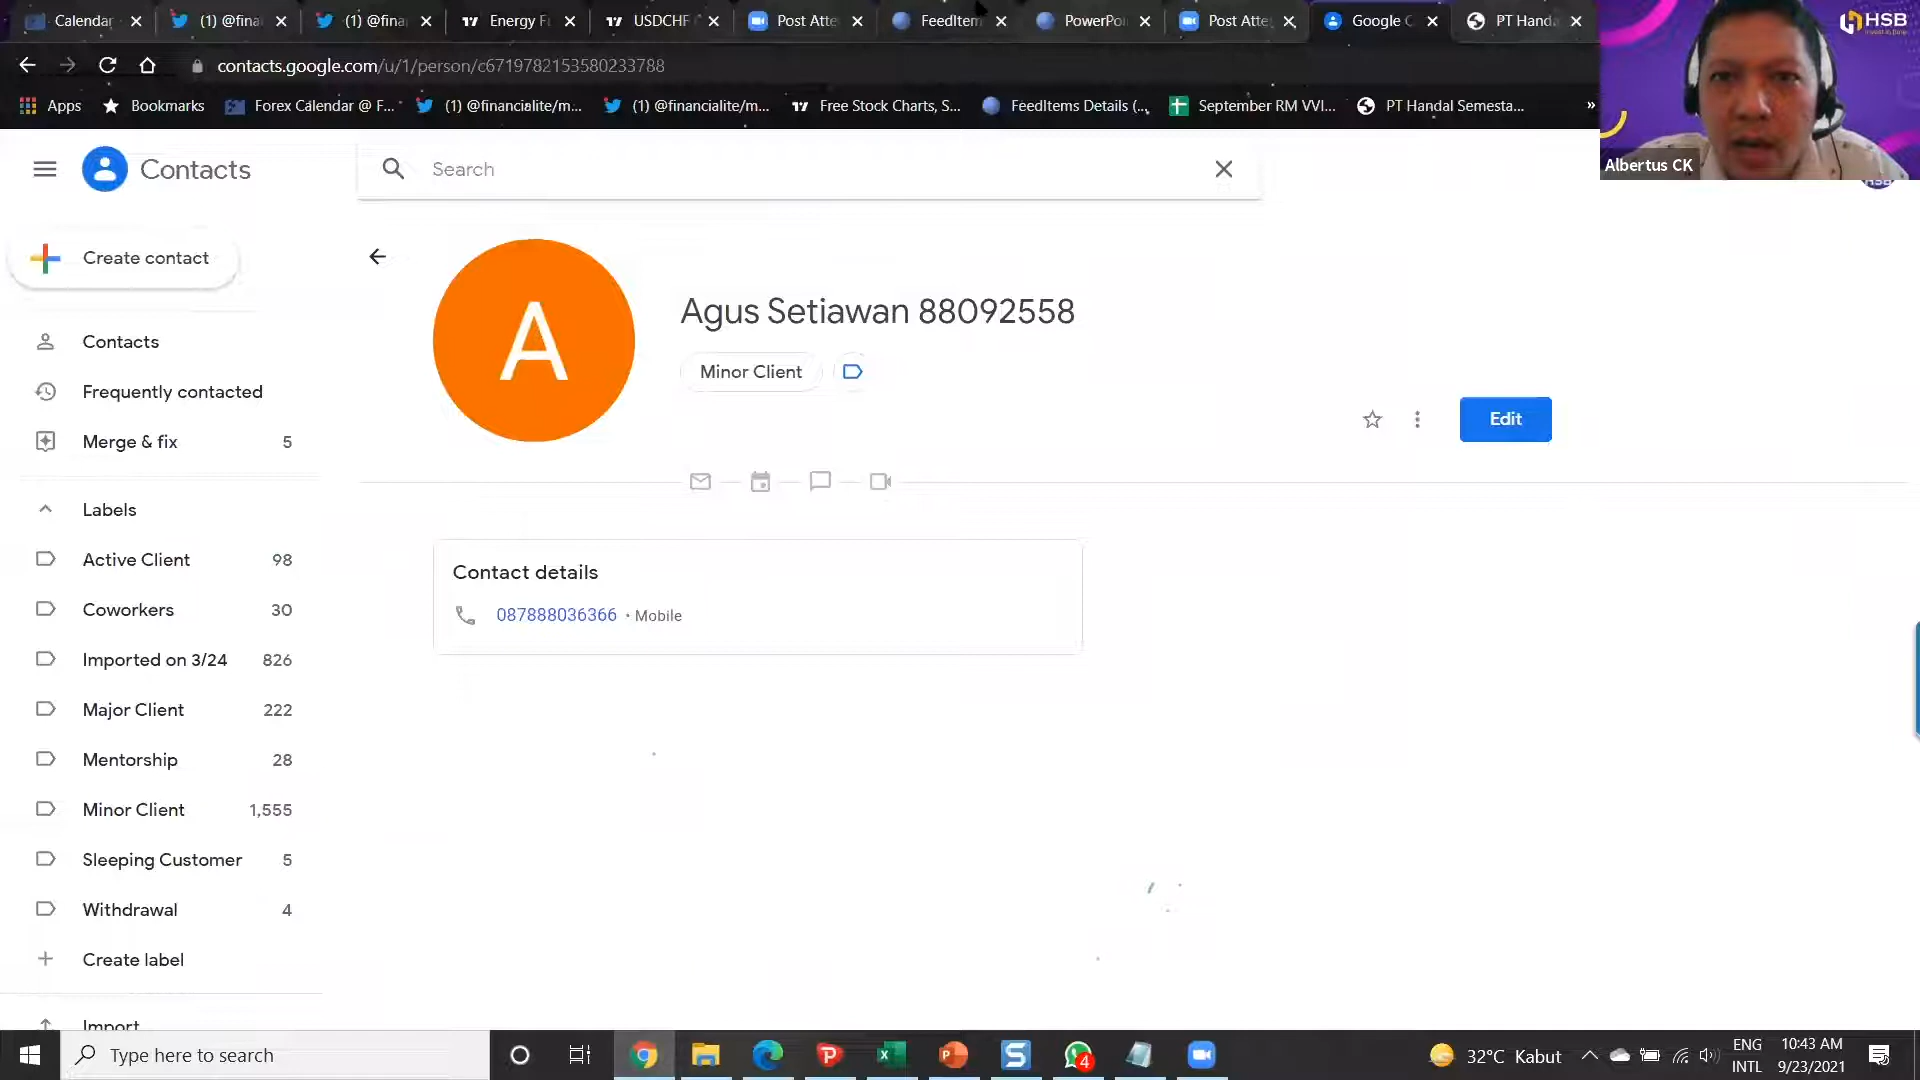 Calendar
(1) @fina
(1) @fina
Energy F
USDCHF
Post Atte
FeedItem
PowerPoi
Post Atte
Google C
PT Handa
HSB
contacts.google.com/u/1/person/c6719782153580233788
Apps
Bookmarks
Forex Calendar @ F...
(1) @financialite/m...
(1) @financialite/m...
Free Stock Charts, S...
FeedItems Details (...
September RM VVI...
PT Handal Semesta...
»
Albertus CK
Contacts
Search
Create contact
Agus Setiawan 88092558
A
Minor Client
Contacts
Frequently contacted
Edit
Merge & fix 5
Labels
Active Client 98
Contact details
Coworkers 30
087888036366 • Mobile
Imported on 3/24 826
Major Client 222
Mentorship 28
Minor Client 1,555
Sleeping Customer 5
Withdrawal 4
Create label
Import
Type here to search
4
32°C Kabut
ENG
INTL
10:43 AM
9/23/2021